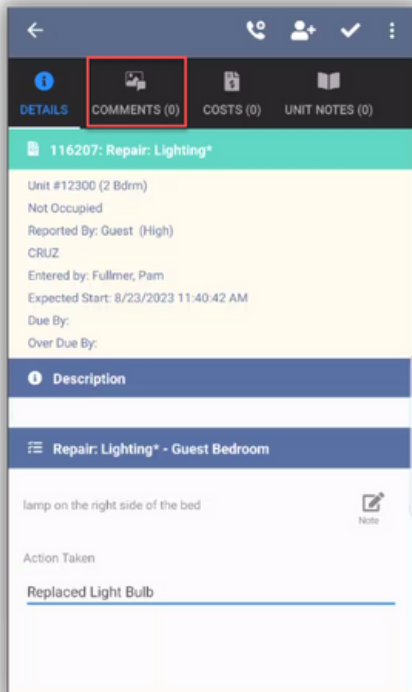 DETAILS
COMMENTS (0)
COSTS (0)
UNIT NOTES (0)
116207: Repair: Lighting*
Unit #12300 (2 Bdrm)
Not Occupied
Reported By: Guest (High)
CRUZ
Entered by: Fullmer, Pam
Expected Start: 8/23/2023 11:40:42 AM
Due By:
Over Due By:
Description
Repair: Lighting* - Guest Bedroom
lamp on the right side of the bed
Note
Action Taken
Replaced Light Bulb